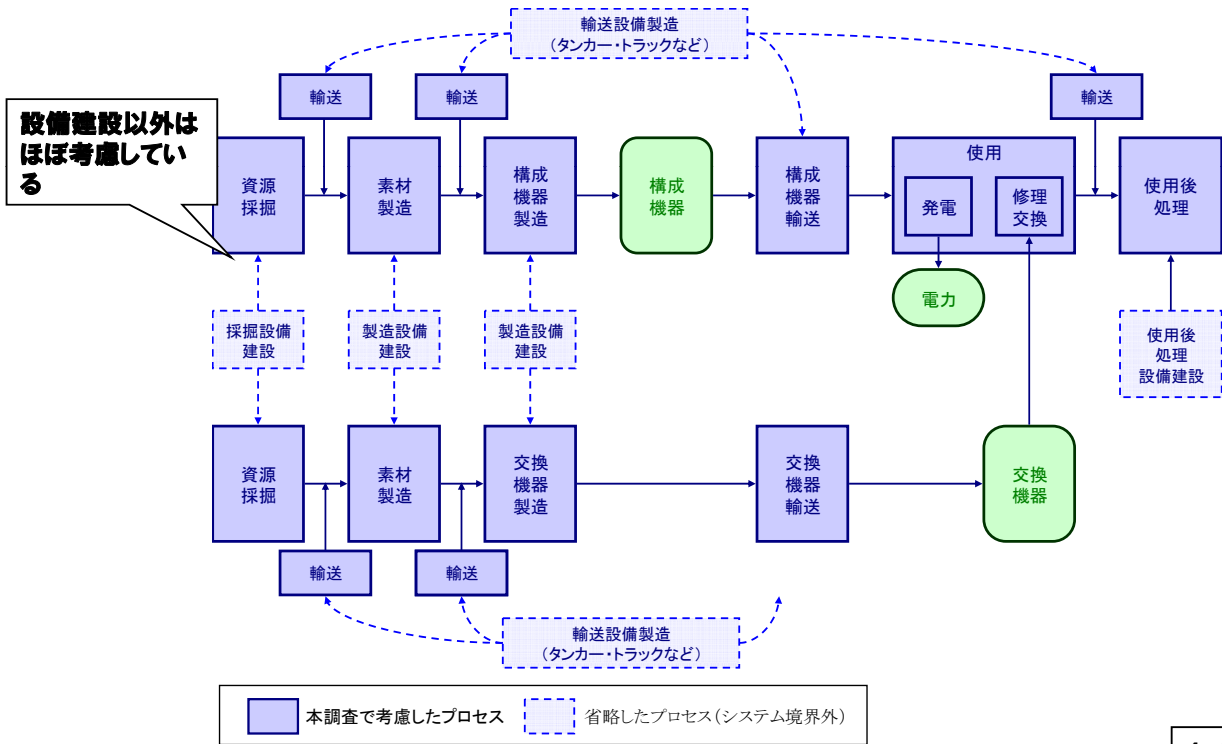 輸送設備製造
（タンカー・トラックなど）
輸送
輸送
輸送
設備建設以外は
ほぼ考慮してい
る
資源
採掘
素材
製造
構成
機器
製造
構成
機器
構成
機器
輸送
使用
発電
修理
交換
使用後
処理
電力
採掘設備
建設
製造設備
建設
製造設備
建設
使用後
処理
設備建設
資源
採掘
素材
製造
交換
機器
製造
交換
機器
輸送
交換
機器
輸送
輸送
輸送設備製造
（タンカー・トラックなど）
本調査で考慮したプロセス
省略したプロセス（システム境界外）